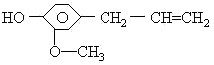 HO CH₂ CH=CH₂
O—CH₃